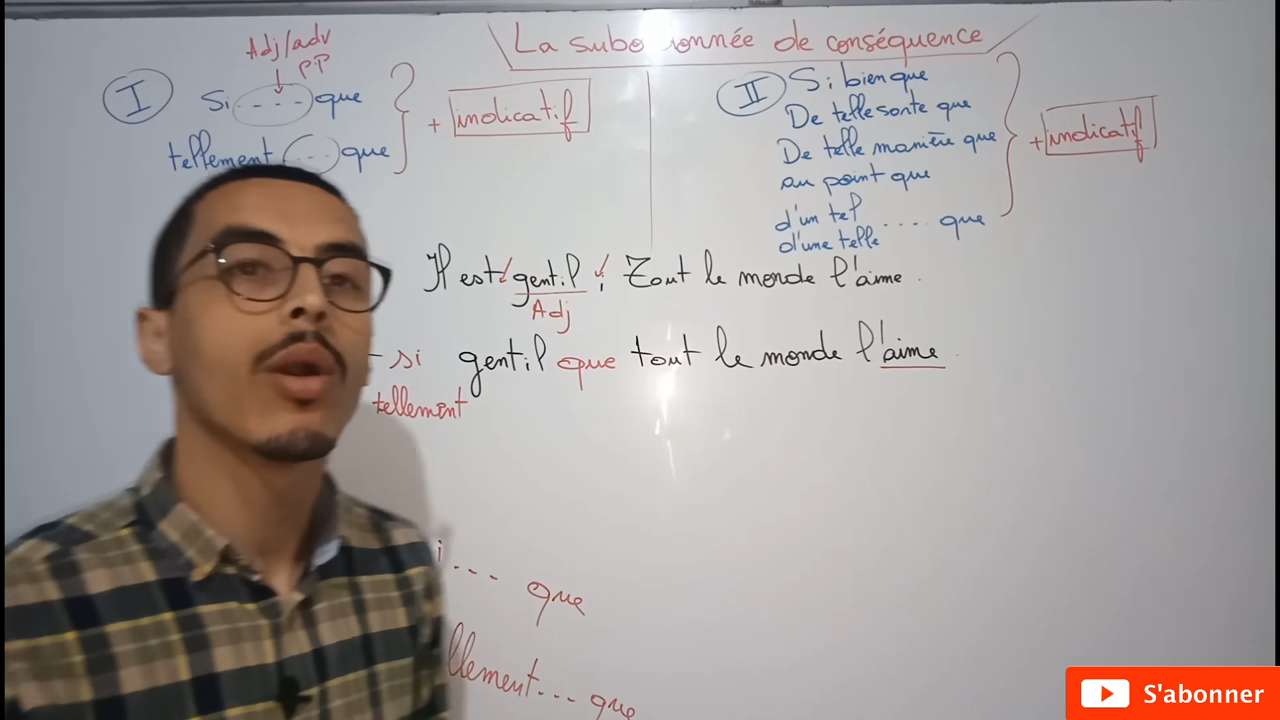 La subo onnée de conséquence
Adj/adv
P.P
I
Si - - - - que
tellement - - - que
+ indicatif
II
Si bien que
De telle sorte que
De telle manière que
au point que
d'un tel
d'une telle .... que
+ indicatif
Il est gentil ; Tout le monde l'aime .
Adj
- si gentil que tout le monde l'aime .
tellement
i - - - que
llement - - - que
S'abonner